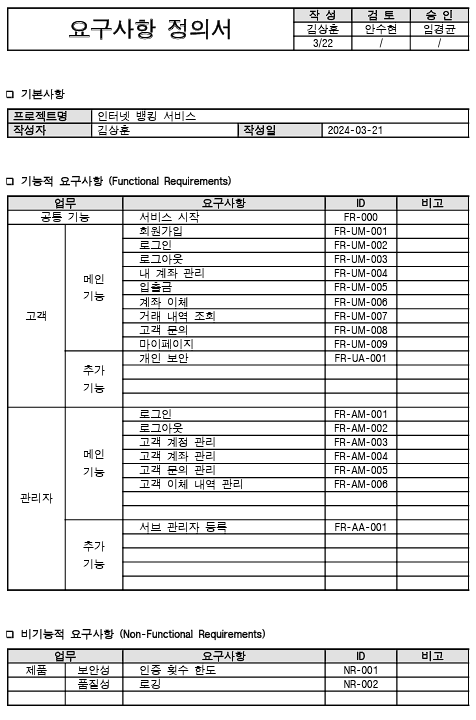 요구사항 정의서
작 성 검 토 승 인
김상훈 안수현 임경균
3/22 / /
□ 기본사항
프로젝트명 인터넷 뱅킹 서비스
작성자 김상훈 작성일 2024-03-21
□ 기능적 요구사항 (Functional Requirements)
업무 요구사항 ID 비고
공통 기능 서비스 시작 FR-000
고객
메인
기능
회원가입 FR-UM-001
로그인 FR-UM-002
로그아웃 FR-UM-003
내 계좌 관리 FR-UM-004
입출금 FR-UM-005
계좌 이체 FR-UM-006
거래 내역 조회 FR-UM-007
고객 문의 FR-UM-008
마이페이지 FR-UM-009
추가
기능
개인 보안 FR-UA-001
관리자
메인
기능
로그인 FR-AM-001
로그아웃 FR-AM-002
고객 계정 관리 FR-AM-003
고객 계좌 관리 FR-AM-004
고객 문의 관리 FR-AM-005
고객 이체 내역 관리 FR-AM-006
추가
기능
서브 관리자 등록 FR-AA-001
□ 비기능적 요구사항 (Non-Functional Requirements)
업무 요구사항 ID 비고
제품 보안성 인증 횟수 한도 NR-001
품질성 로깅 NR-002